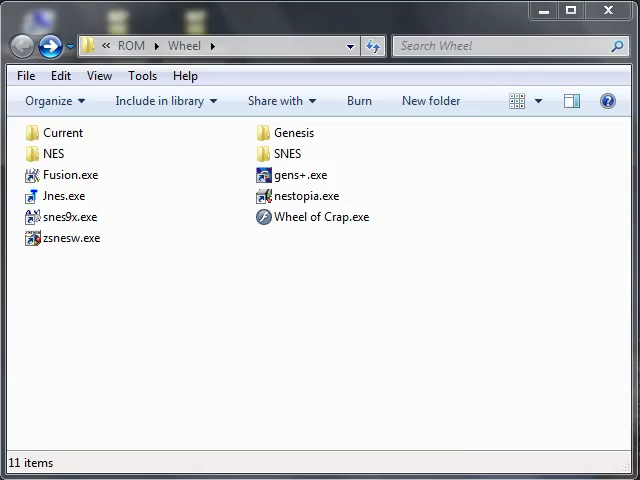 « ROM Wheel
Search Wheel
File Edit View Tools Help
Organize Include in library Share with Burn New folder
Current Genesis
NES SNES
Fusion.exe gens+.exe
Jnes.exe nestopia.exe
snes9x.exe Wheel of Crap.exe
zsnesw.exe
11 items